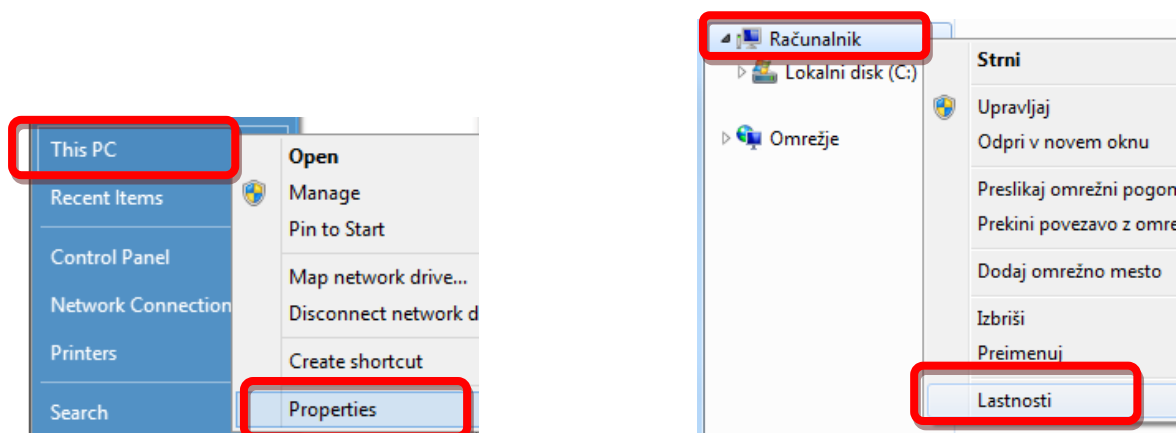 This PC
Recent Items
Control Panel
Network Connection
Printers
Search
Open
Manage
Pin to Start
Map network drive...
Disconnect network d
Create shortcut
Properties
Računalnik
Lokalni disk (C:)
Omrežje
Strni
Upravljaj
Odpri v novem oknu
Preslikaj omrežni pogon
Prekini povezavo z omre
Dodaj omrežno mesto
Izbriši
Preimenuj
Lastnosti